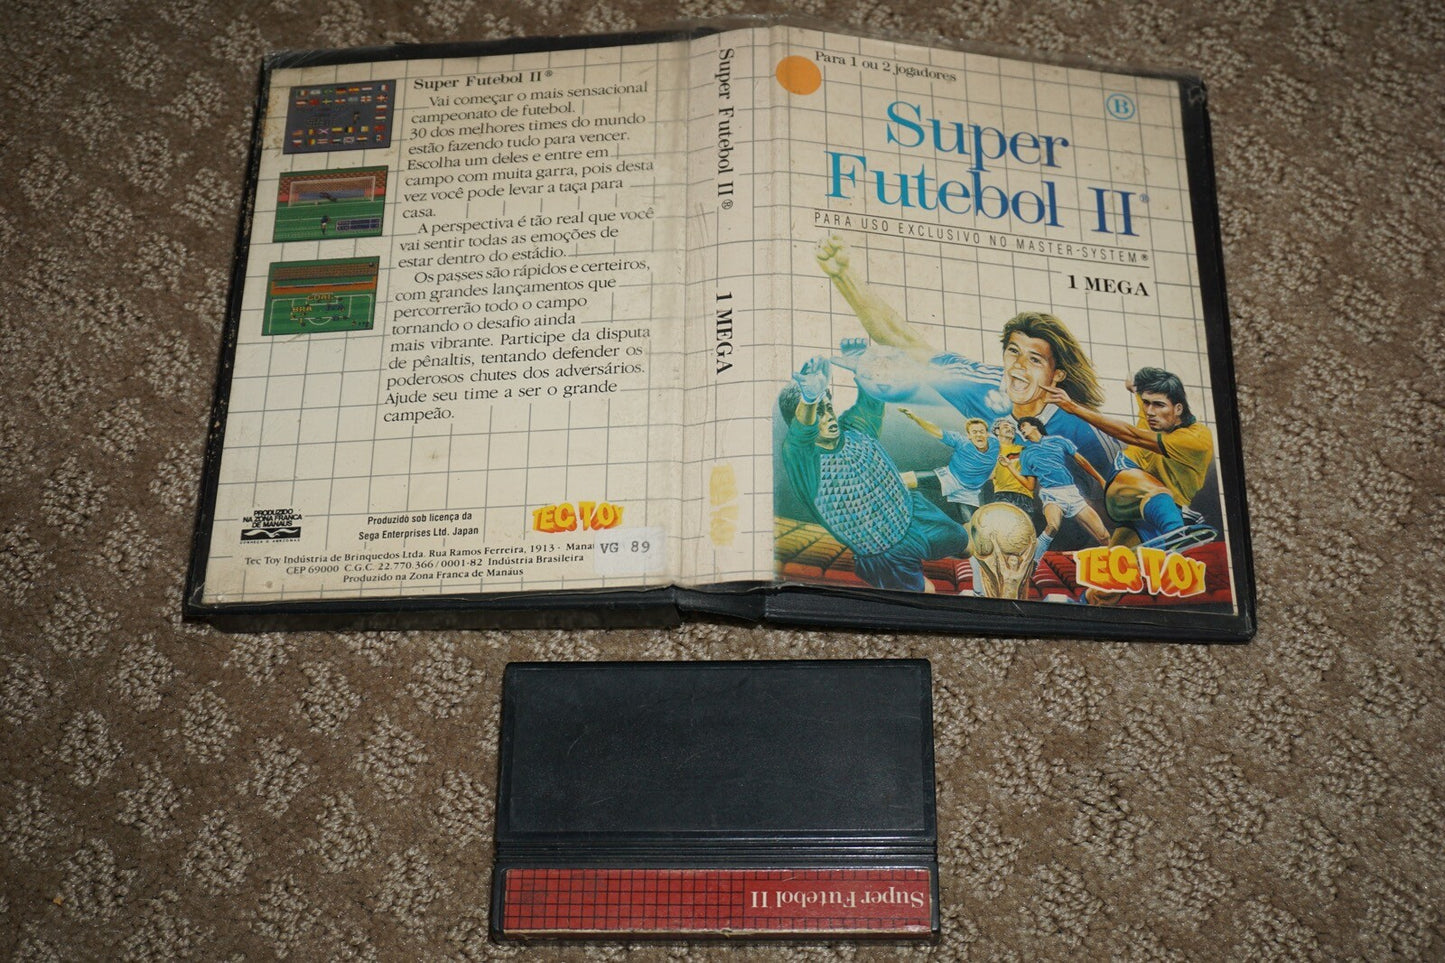 Super Futebol II®
Vai começar o mais sensacional
campeonato de futebol.
30 dos melhores times do mundo
estão fazendo tudo para vencer.
Escolha um deles e entre em
campo com muita garra, pois desta
vez você pode levar a taça para
casa.
A perspectiva é tão real que você
vai sentir todas as emoções de
estar dentro do estádio.
Os passes são rápidos e certeiros,
com grandes lançamentos que
percorrerão todo o campo
tornando o desafio ainda
mais vibrante. Participe da disputa
de pênaltis, tentando defender os
poderosos chutes dos adversários.
Ajude seu time a ser o grande
campeão.
PRODUZIDO
NA ZONA FRANCA
DE MANAUS
CONHEÇA O AMAZONAS
Produzido sob licença da
Sega Enterprises Ltd. Japan
TEC TOY
VG 89
Tec Toy Indústria de Brinquedos Ltda. Rua Ramos Ferreira, 1913 - Manau
CEP 69000 C.G.C. 22.770.366/0001-82 Indústria Brasileira
Produzido na Zona Franca de Manaus
Super Futebol II®
1 MEGA
Para 1 ou 2 jogadores
B
Super
Futebol II®
PARA USO EXCLUSIVO NO MASTER-SYSTEM®
1 MEGA
TEC TOY
Super Futebol II